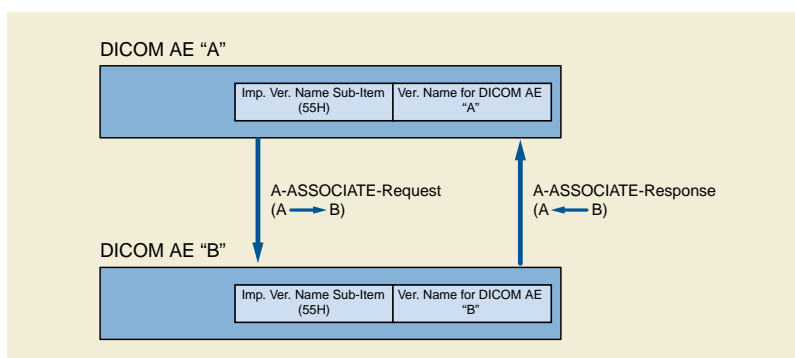 DICOM AE “A”
Imp. Ver. Name Sub-Item
(55H)
Ver. Name for DICOM AE
“A”
A-ASSOCIATE-Request
(A B)
A-ASSOCIATE-Response
(A B)
DICOM AE “B”
Imp. Ver. Name Sub-Item
(55H)
Ver. Name for DICOM AE
“B”